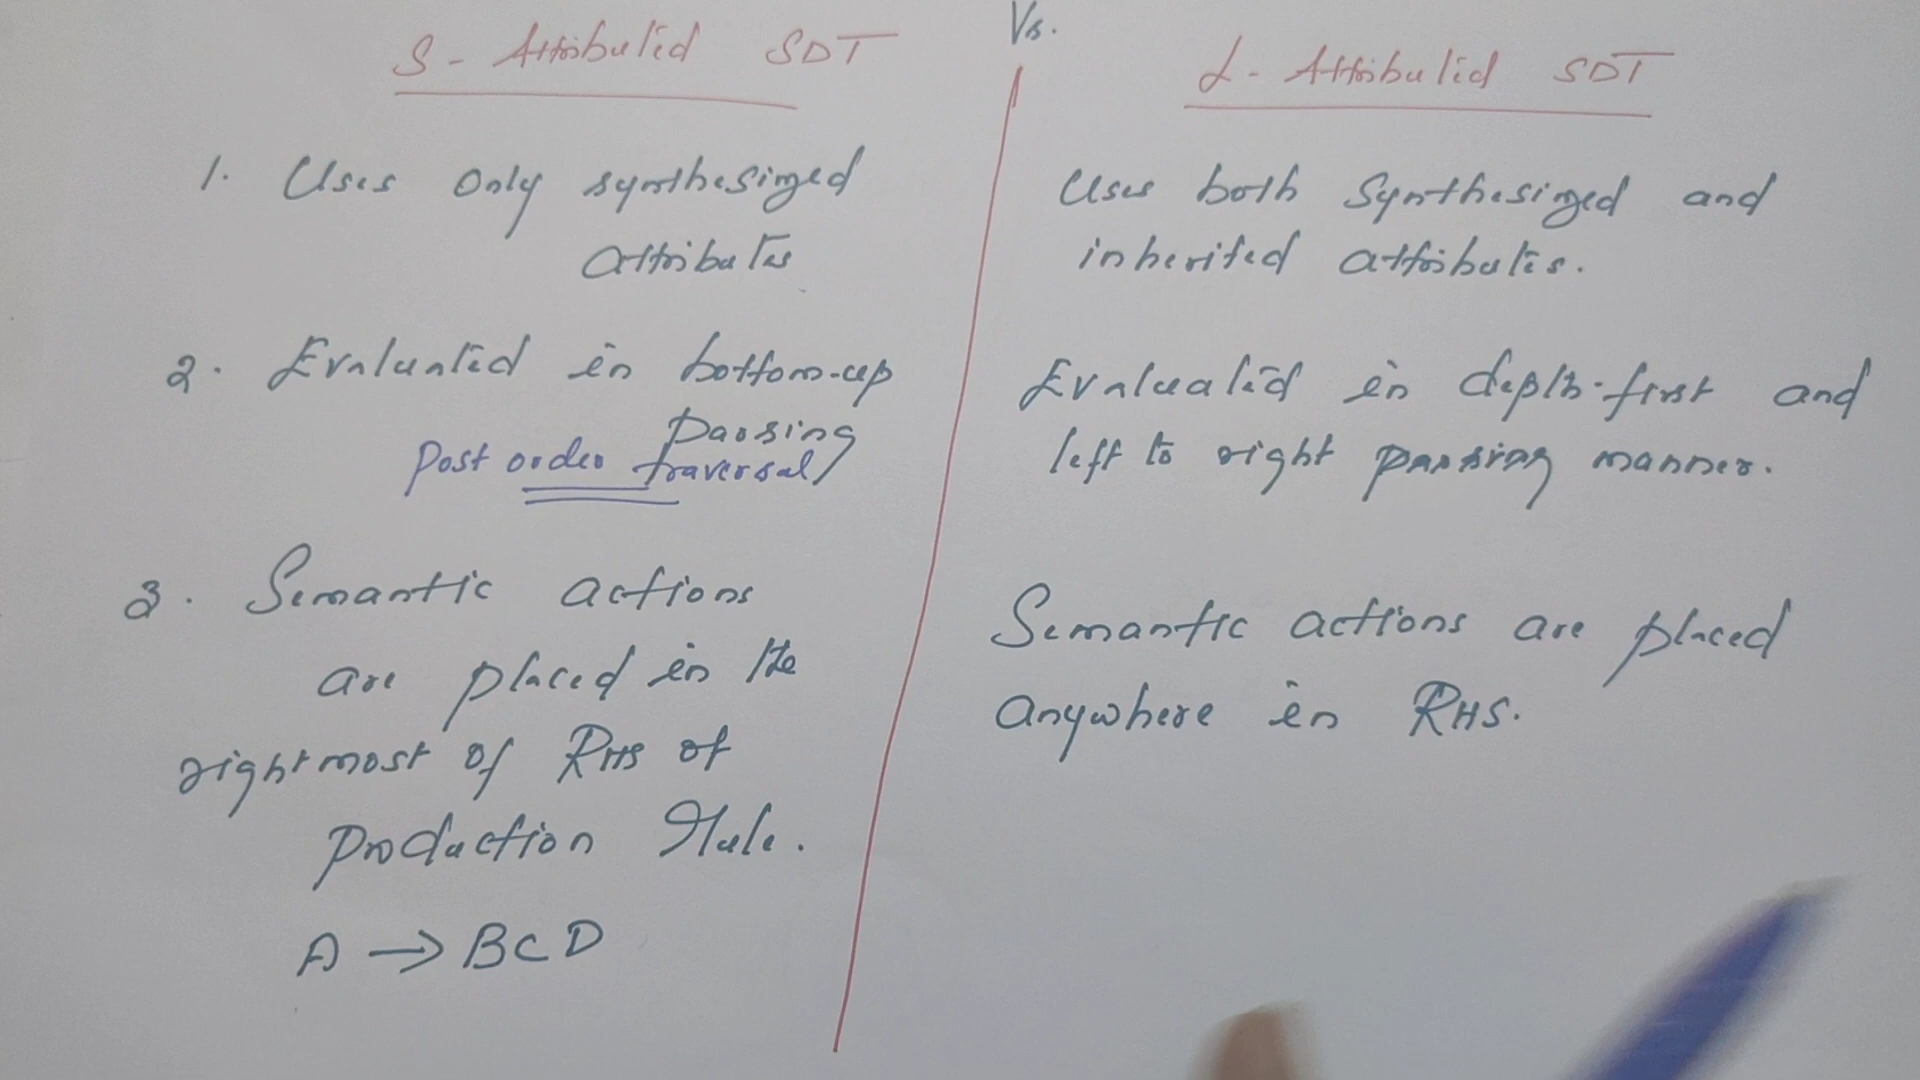 S - Attributed SDT
Vs.
L - Attributed SDT
1. Uses only synthesized
attributes
2. Evaluated in bottom-up
parsing
Post order traversal
3. Semantic actions
are placed in the
rightmost of RHS of
production rule.
A → BCD
Uses both Synthesized and
inherited attributes.
Evaluated in depth-first and
left to right parsing manner.
Semantic actions are placed
anywhere in RHS.